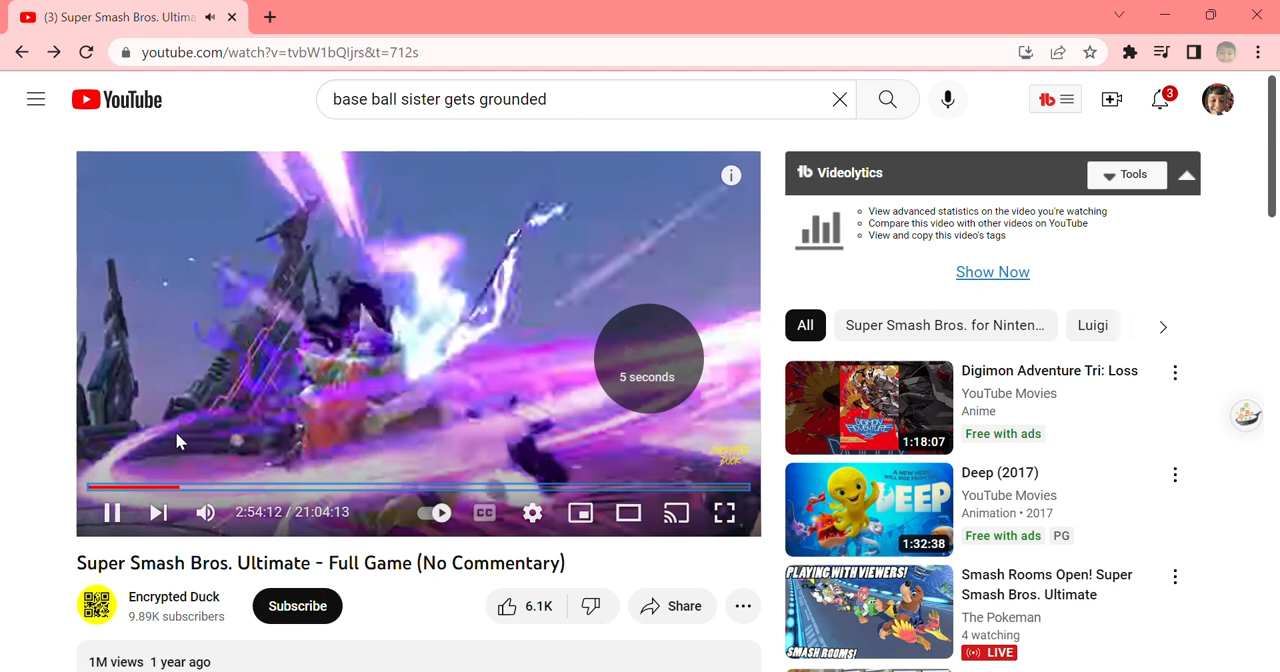 (3) Super Smash Bros. Ultima
youtube.com/watch?v=tvbW1bQIjrs&t=712s
YouTube
base ball sister gets grounded
3
5 seconds
ENCRYPTED
DUCK
2:54:12 / 21:04:13
CC
Super Smash Bros. Ultimate - Full Game (No Commentary)
Encrypted Duck
9.89K subscribers
Subscribe
6.1K
Share
1M views 1 year ago
Videolytics
Tools
View advanced statistics on the video you're watching
Compare this video with other videos on YouTube
View and copy this video's tags
Show Now
All
Super Smash Bros. for Ninten...
Luigi
DIGIMON
ADVENTURE
1:18:07
Digimon Adventure Tri: Loss
YouTube Movies
Anime
Free with ads
DEEP
1:32:38
Deep (2017)
YouTube Movies
Animation • 2017
Free with ads PG
PLAYING WITH VIEWERS!
SMASH ROOMS!
Smash Rooms Open! Super
Smash Bros. Ultimate
The Pokeman
4 watching
LIVE